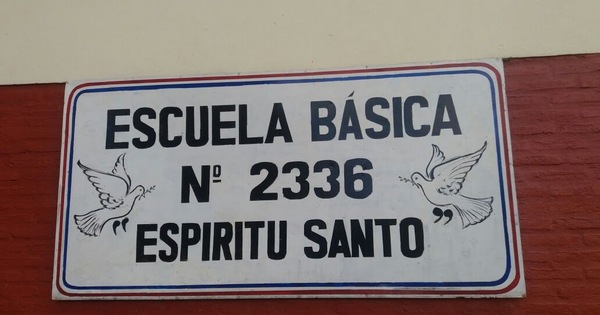 ESCUELA BÁSICA
Nº 2336
"ESPIRITU SANTO"